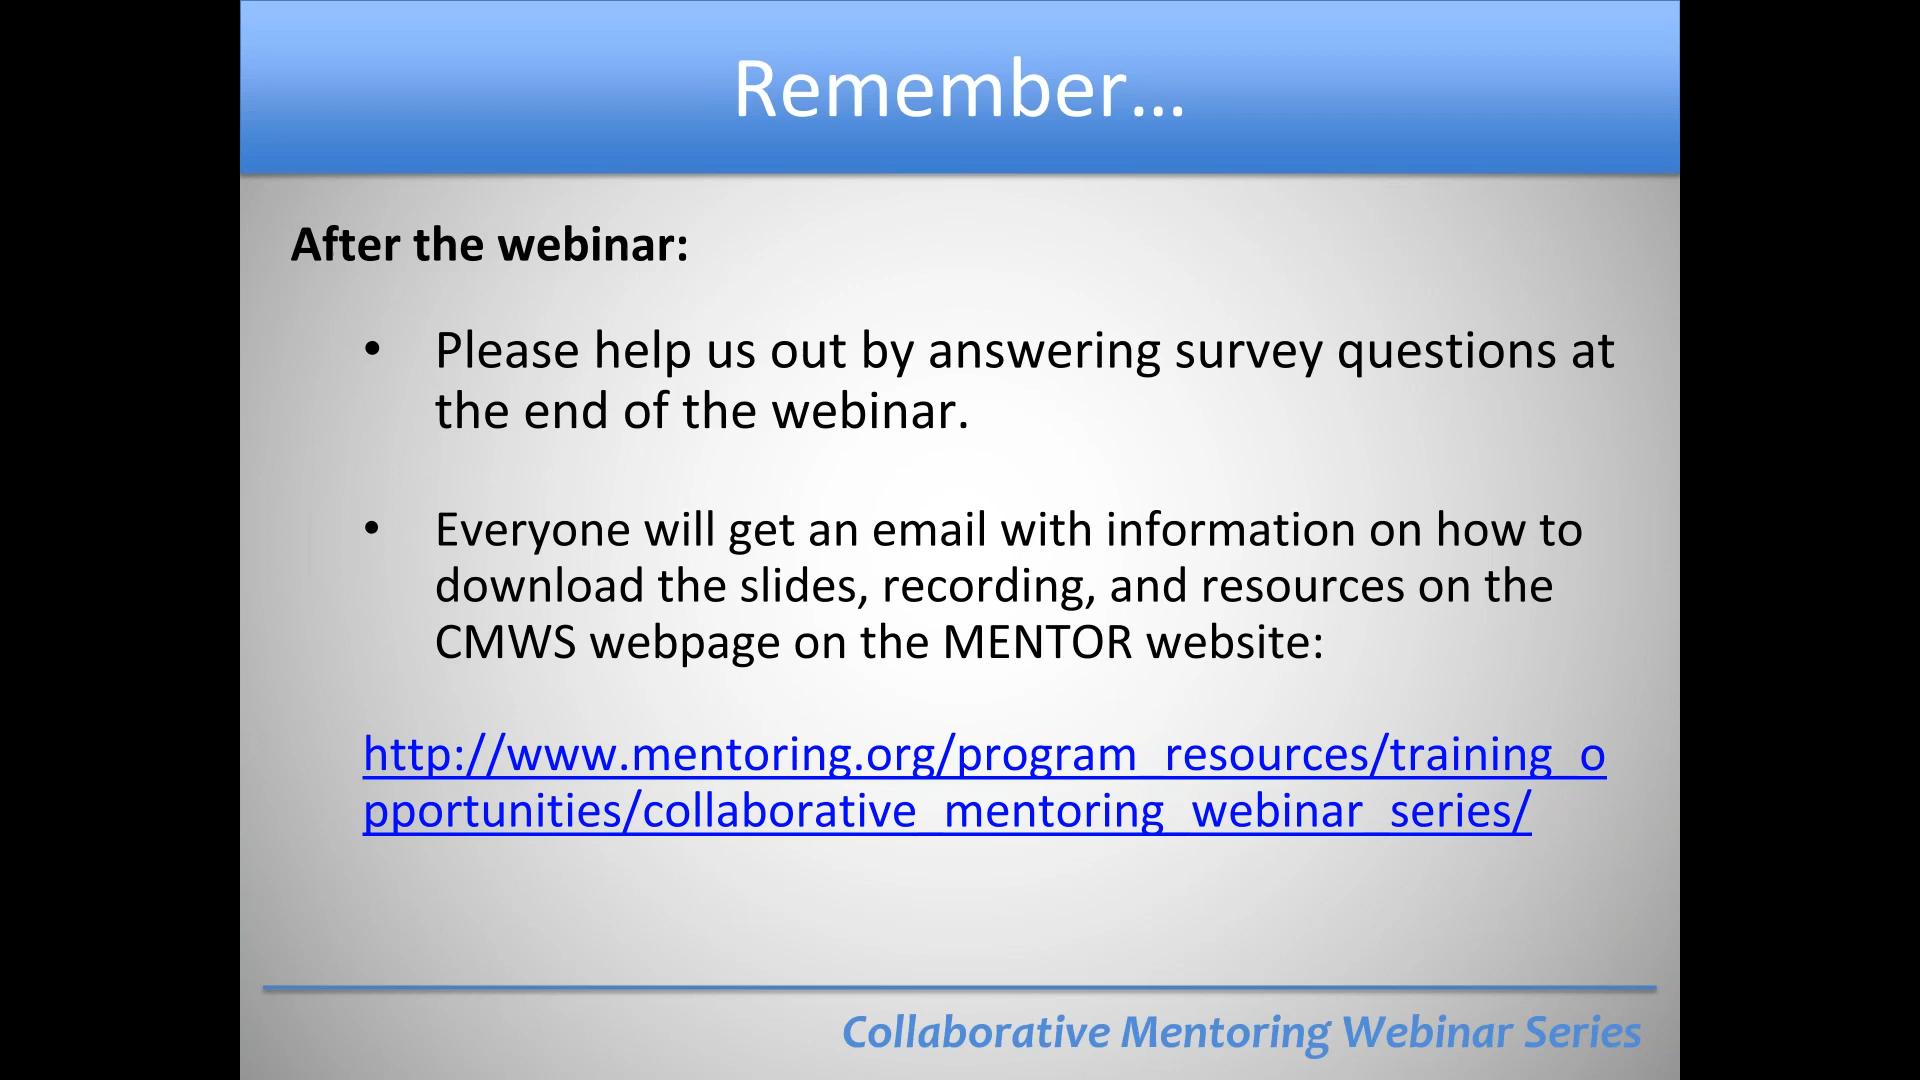 Remember…
After the webinar:
• Please help us out by answering survey questions at
the end of the webinar.
• Everyone will get an email with information on how to
download the slides, recording, and resources on the
CMWS webpage on the MENTOR website:
http://www.mentoring.org/program_resources/training_o
pportunities/collaborative_mentoring_webinar_series/
Collaborative Mentoring Webinar Series